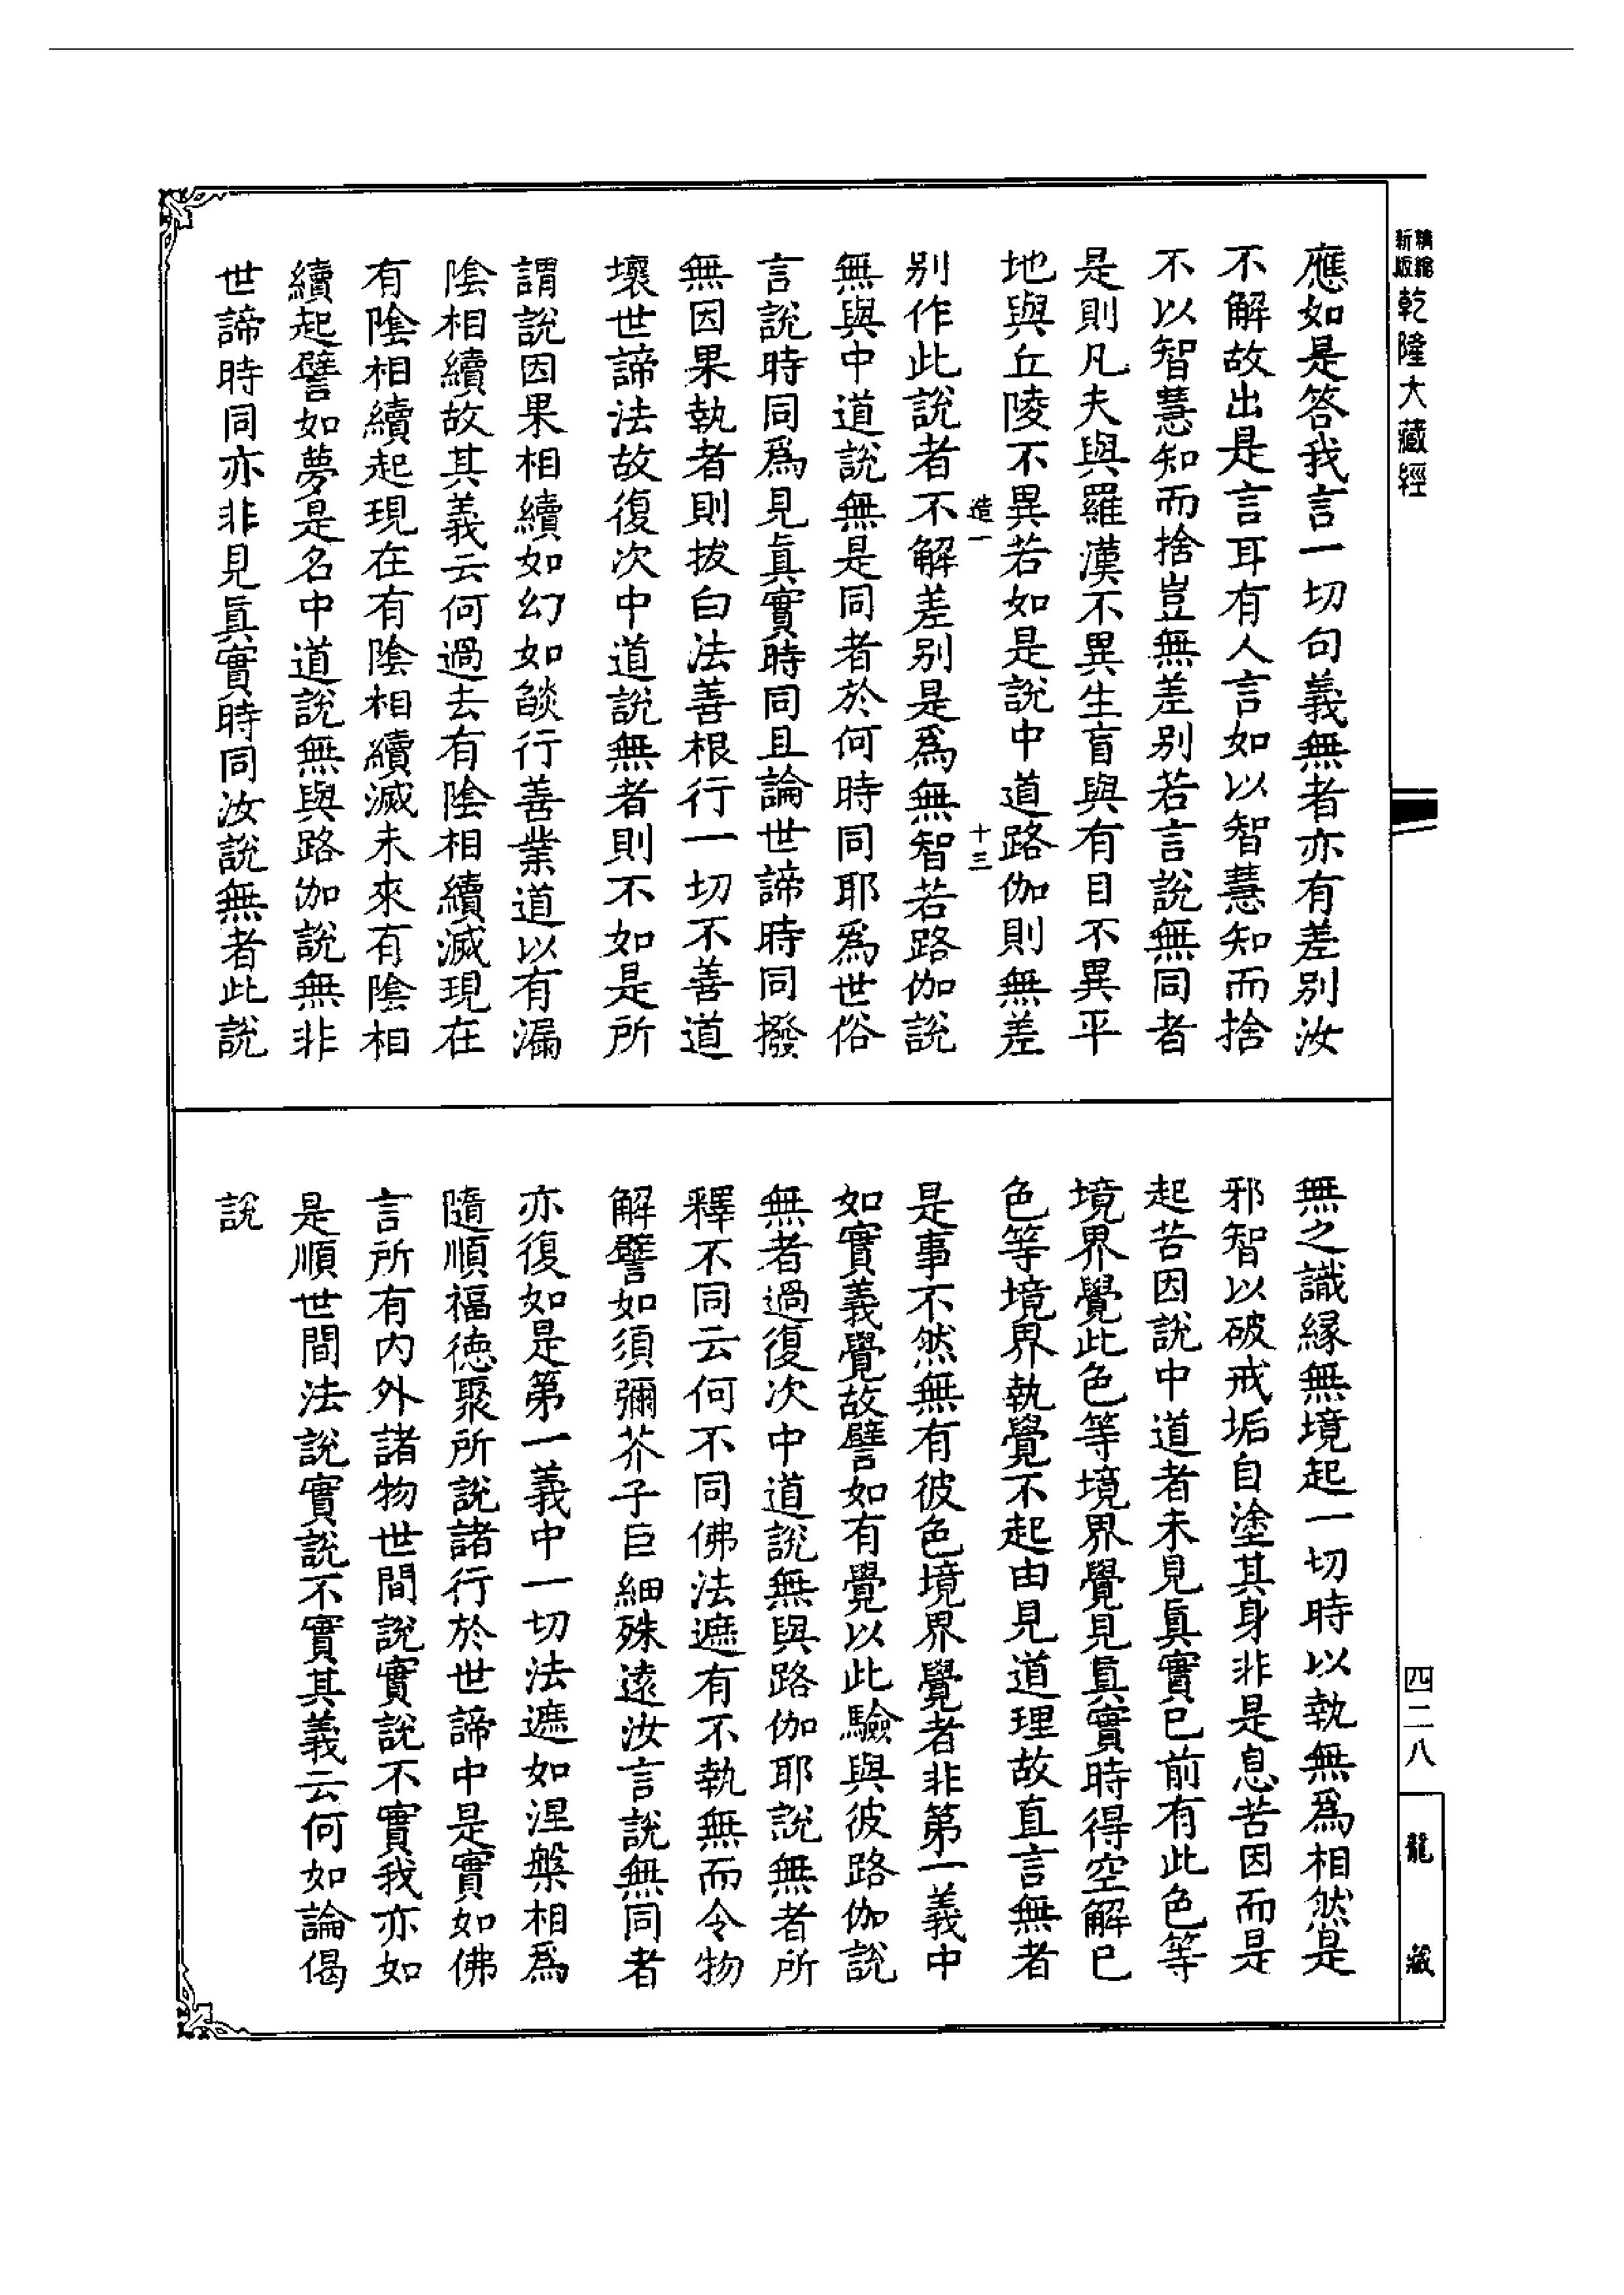 新版精縮乾隆大藏經
應如是答我言一切句義無者亦有差別汝
不解故出是言耳有人言如以智慧知而捨
不以智慧知而捨豈無差別若言說無同者
是則凡夫與羅漢不異生盲與有目不異平
地與丘陵不異若如是說中道路伽則無差
造一 十三
別作此說者不解差別是爲無智若路伽說
無與中道說無是同者於何時同耶爲世俗
言說時同爲見眞實時同且論世諦時同撥
無因果執者則拔白法善根行一切不善道
壞世諦法故復次中道說無者則不如是所
謂說因果相續如幻如燄行善業道以有漏
陰相續故其義云何過去有陰相續滅現在
有陰相續起現在有陰相續滅未來有陰相
續起譬如夢是名中道說無與路伽說無非
世諦時同亦非見眞實時同汝說無者此說
無之識緣無境起一切時以執無爲相然是
邪智以破戒垢自塗其身非是息苦因而是
起苦因說中道者未見眞實已前有此色等
境界覺此色等境界覺見眞實時得空解已
色等境界執覺不起由見道理故直言無者
是事不然無有彼色境界覺者非第一義中
如實義覺故譬如有覺以此驗與彼路伽說
無者過復次中道說無與路伽耶說無者所
釋不同云何不同佛法遮有不執無而令物
解譬如須彌芥子巨細殊遠汝言說無同者
亦復如是第一義中一切法遮如涅槃相爲
隨順福德聚所說諸行於世諦中是實如佛
言所有内外諸物世間說實說不實我亦如
是順世間法說實說不實其義云何如論偈
說
四二八
龍藏